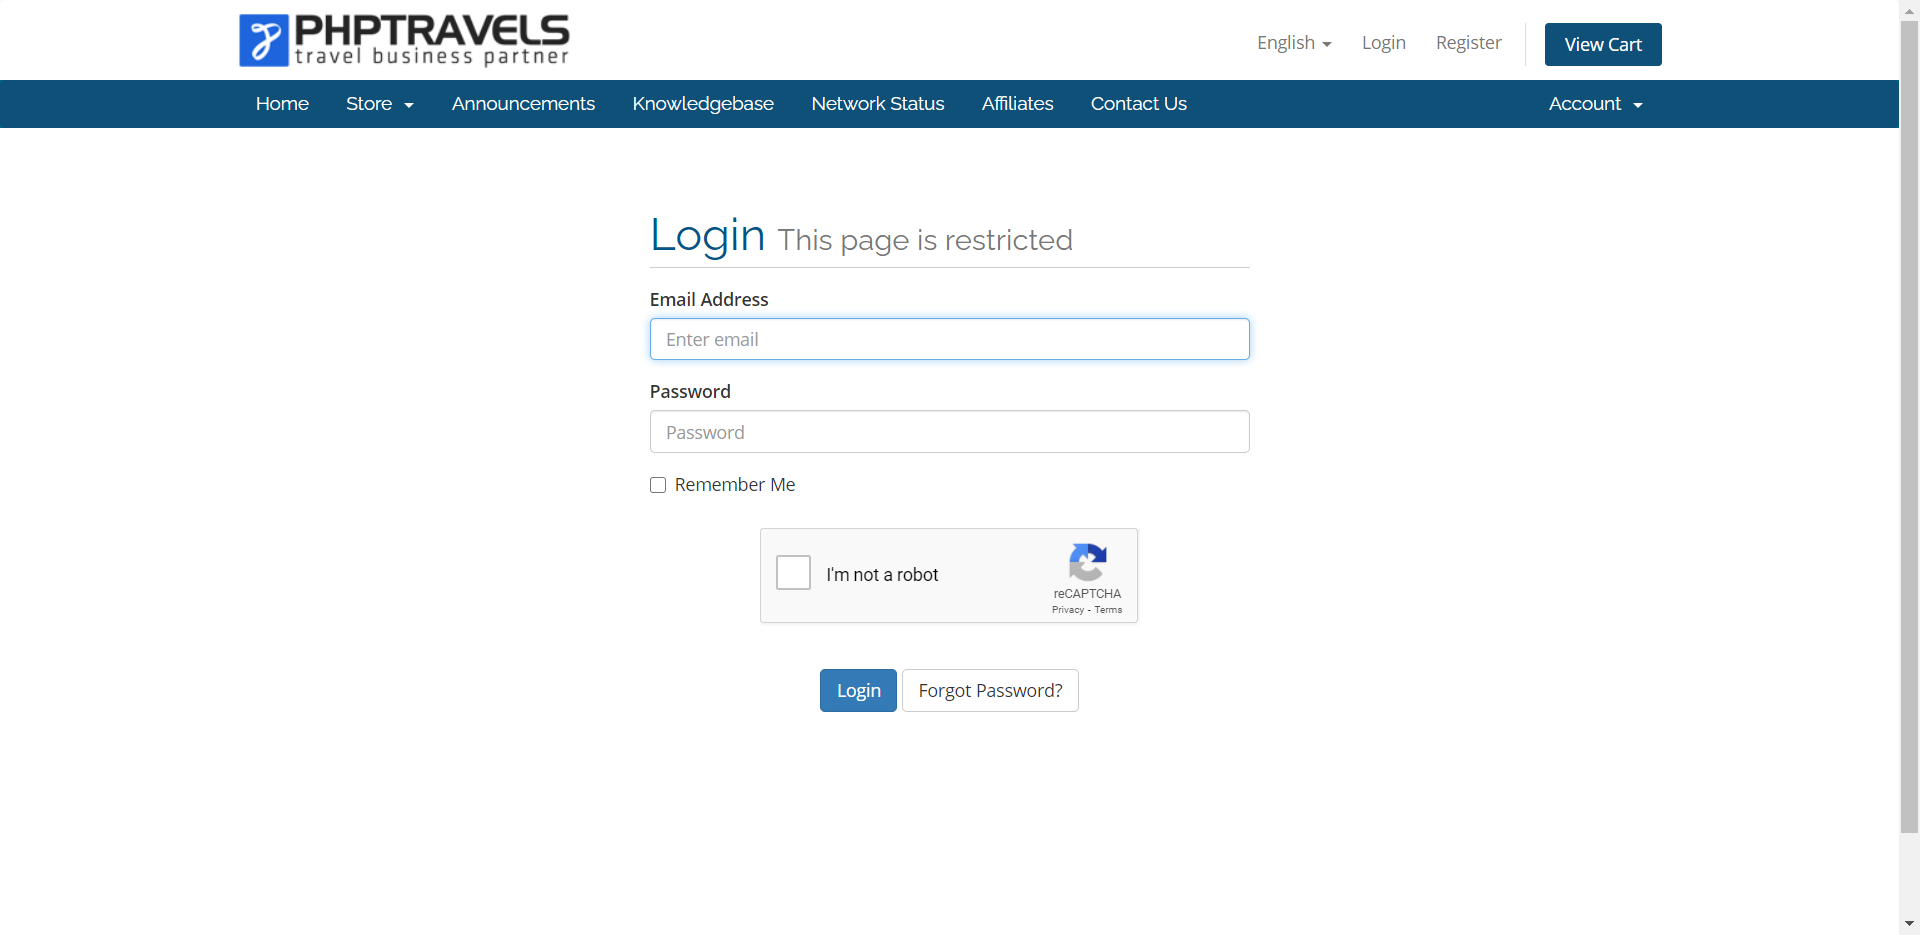 PHPTRAVELS
travel business partner
English Login Register View Cart
Home Store Announcements Knowledgebase Network Status Affiliates Contact Us Account
Login This page is restricted
Email Address
Enter email
Password
Password
Remember Me
I'm not a robot
reCAPTCHA
Privacy - Terms
Login Forgot Password?